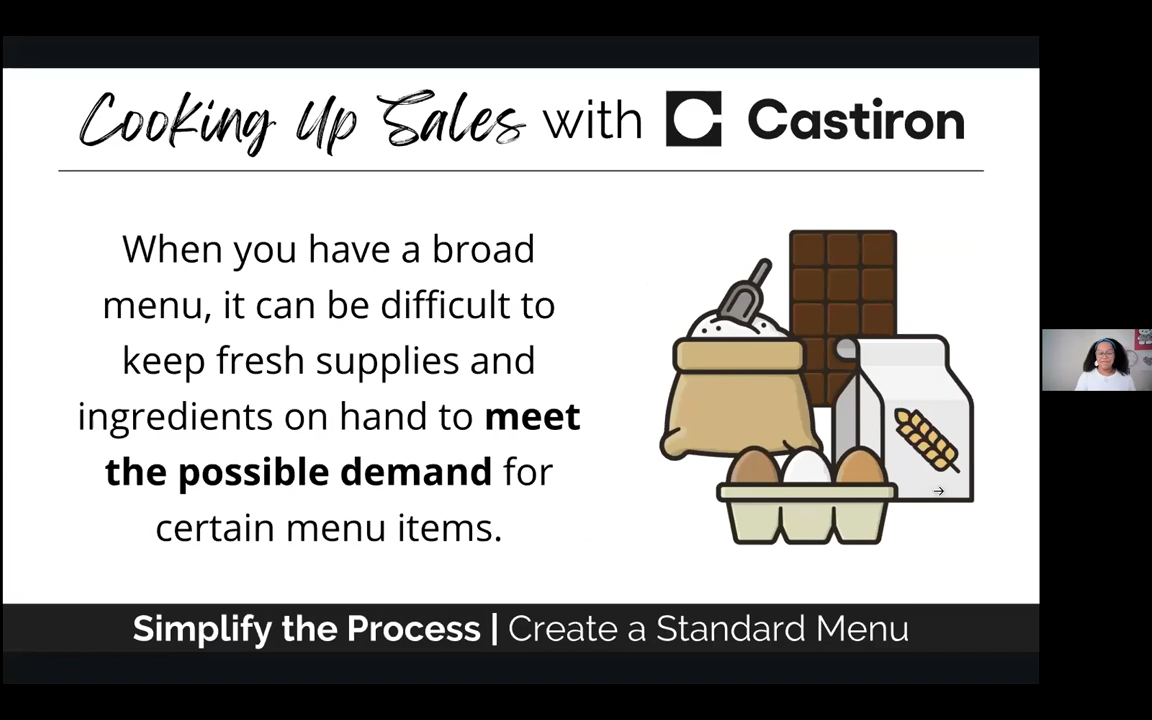 Cooking Up Sales with Castiron
When you have a broad
menu, it can be difficult to
keep fresh supplies and
ingredients on hand to meet
the possible demand for
certain menu items.
Simplify the Process | Create a Standard Menu